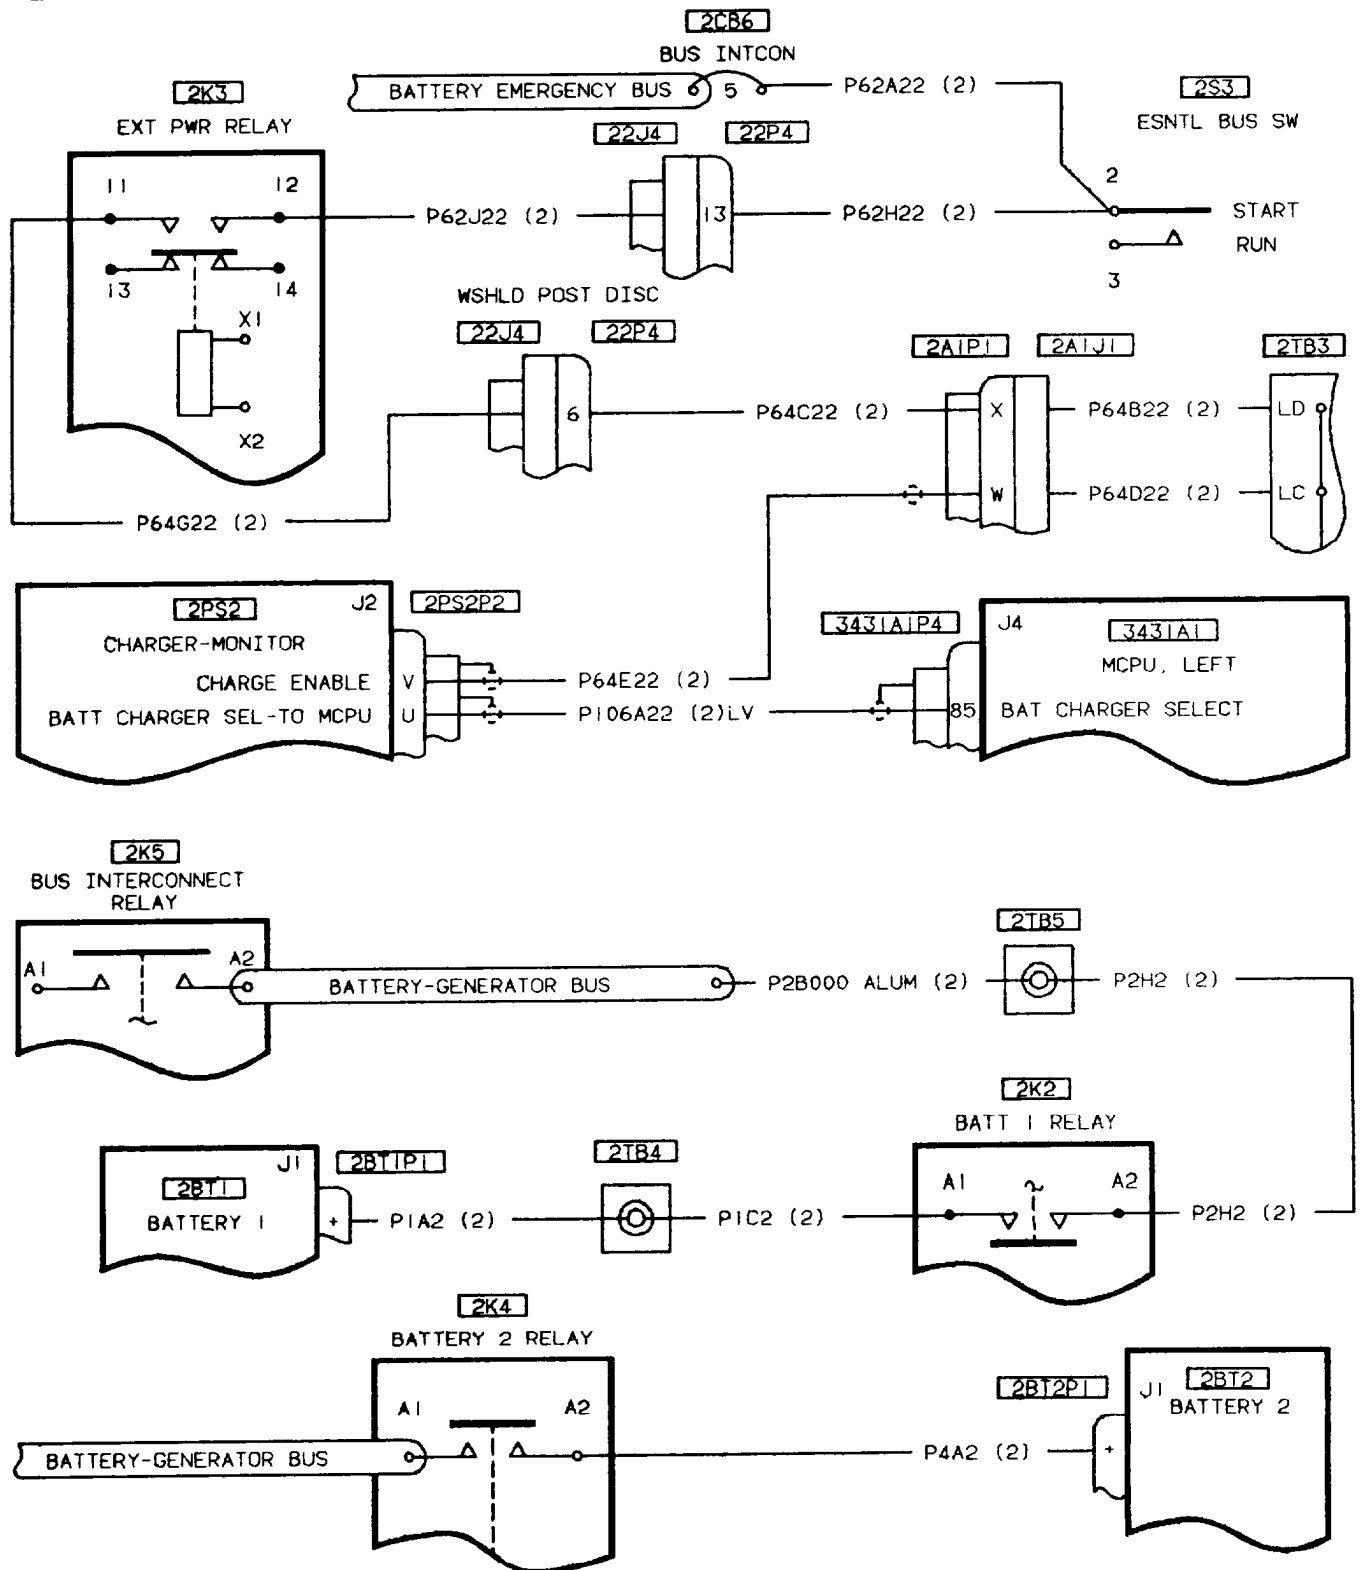 2CB6
BUS INTCON
2K3
EXT PWR RELAY
BATTERY EMERGENCY BUS
5
P62A22 (2)
2S3
ESNTL BUS SW
22J4
22P4
11
12
2
P62J22 (2)
13
P62H22 (2)
START
RUN
13
14
3
WSHLD POST DISC
X1
22J4
22P4
2A1P1
2A1J1
2TB3
6
P64C22 (2)
X
P64B22 (2)
LD
X2
W
P64D22 (2)
LC
P64G22 (2)
2PS2
J2
2PS2P2
CHARGER-MONITOR
CHARGE ENABLE
V
P64E22 (2)
BATT CHARGER SEL-TO MCPU
U
P106A22 (2)LV
3431A1P4
J4
3431A1
MCPU, LEFT
85
BAT CHARGER SELECT
2K5
BUS INTERCONNECT
RELAY
A1
A2
BATTERY-GENERATOR BUS
P2B000 ALUM (2)
2TB5
P2H2 (2)
2K2
BATT 1 RELAY
J1
2BT1P1
2TB4
2BT1
BATTERY 1
+
P1A2 (2)
P1C2 (2)
A1
A2
P2H2 (2)
2K4
BATTERY 2 RELAY
A1
A2
2BT2P1
J1
2BT2
BATTERY 2
BATTERY-GENERATOR BUS
P4A2 (2)
+